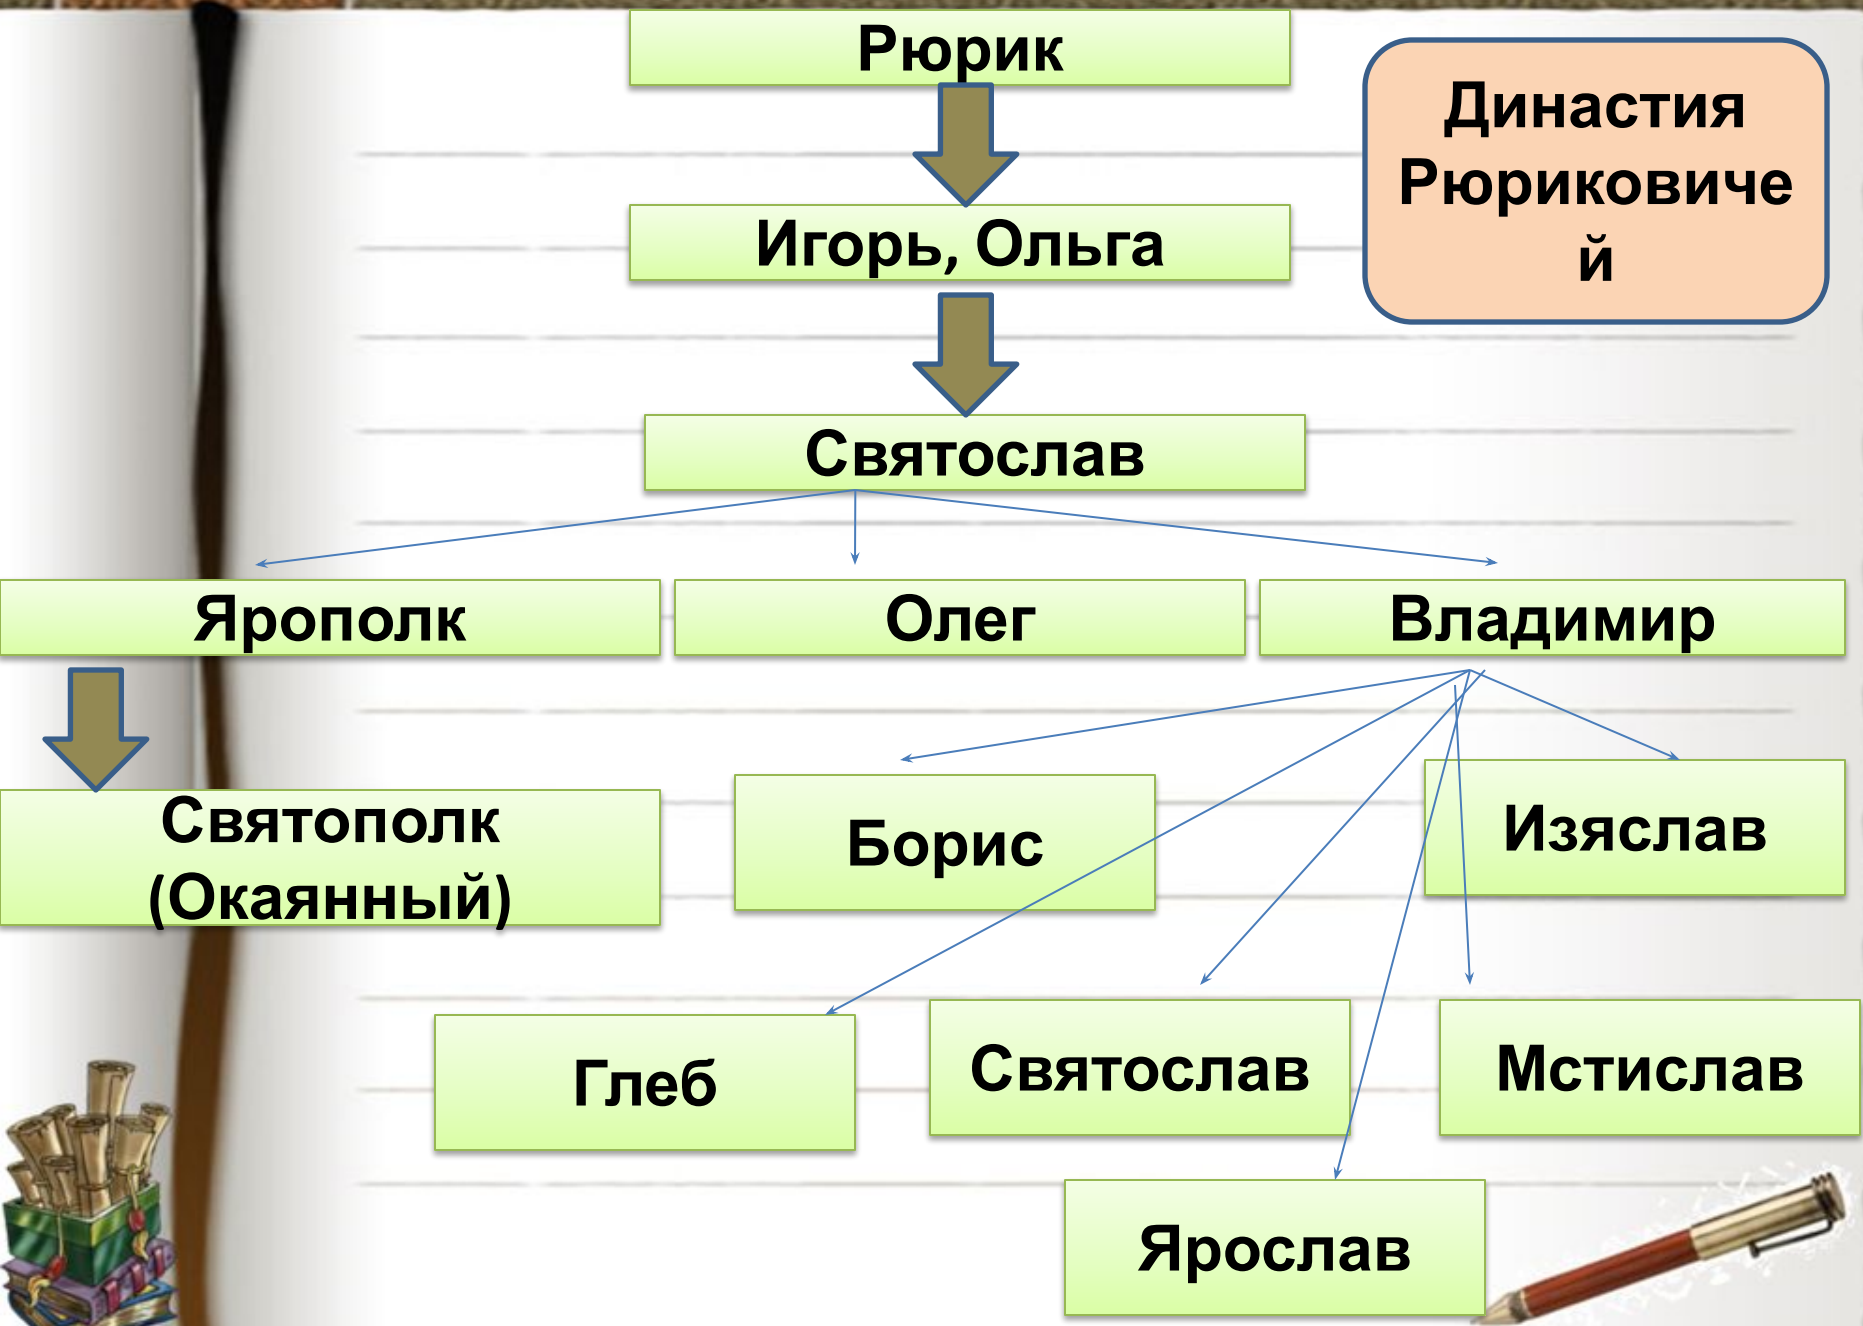 Рюрик
Династия
Рюриковиче
й
Игорь, Ольга
Святослав
Ярополк
Олег
Владимир
Святополк
(Окаянный)
Борис
Изяслав
Глеб
Святослав
Мстислав
Ярослав